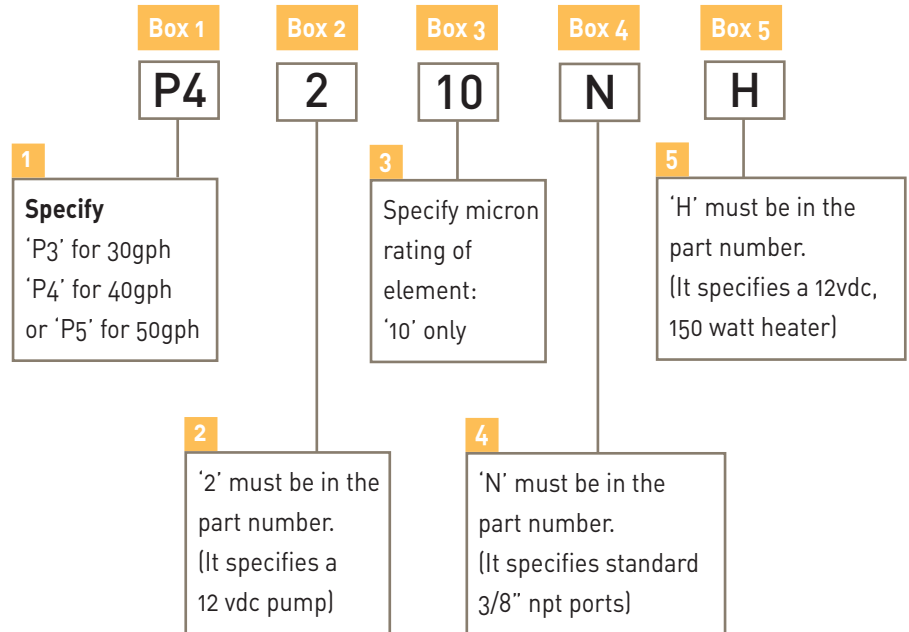 Box 1 Box 2 Box 3 Box 4 Box 5
P4 2 10 N H
1
Specify
‘P3’ for 30gph
‘P4’ for 40gph
or ‘P5’ for 50gph
3
Specify micron
rating of
element:
‘10’ only
5
‘H’ must be in the
part number.
(It specifies a 12vdc,
150 watt heater)
2
‘2’ must be in the
part number.
(It specifies a
12 vdc pump)
4
‘N’ must be in the
part number.
(It specifies standard
3/8” npt ports)